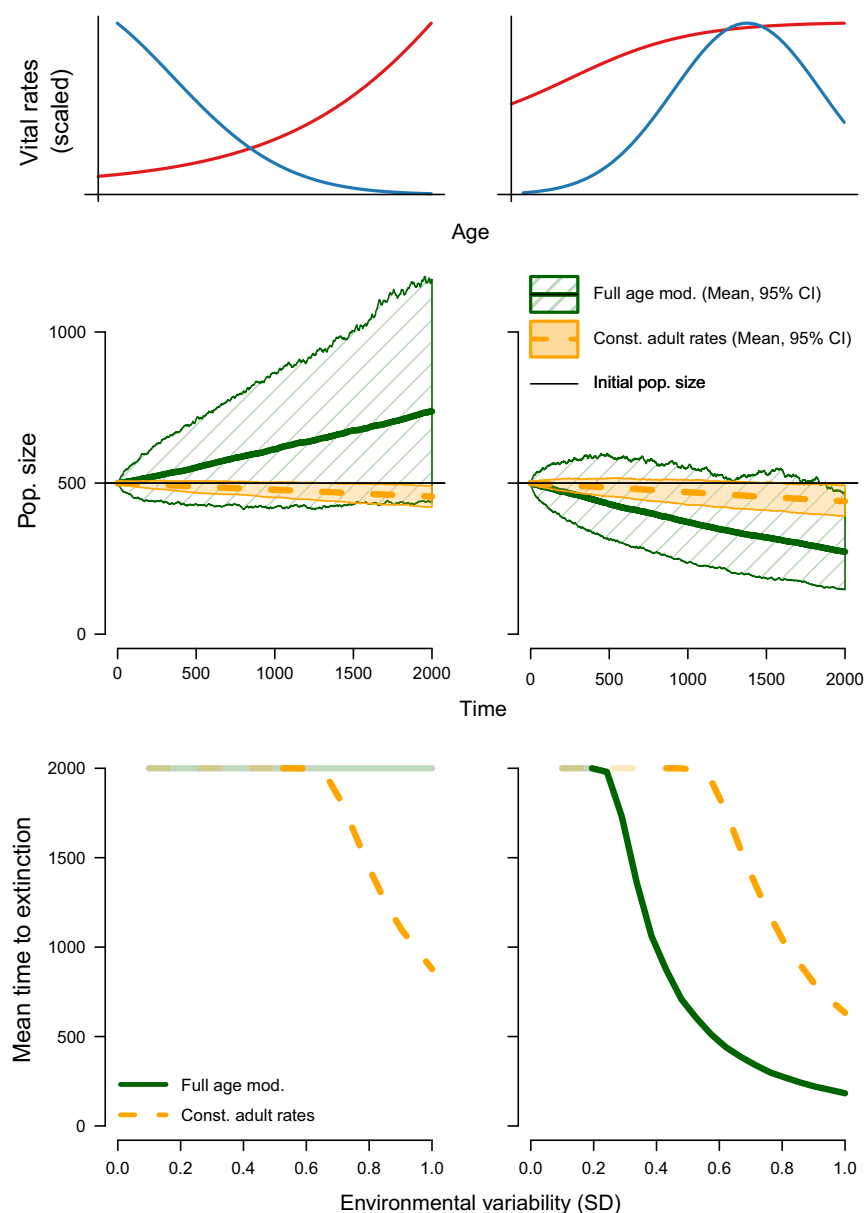 Vital rates
(scaled)
Age
Full age mod. (Mean, 95% CI)
Const. adult rates (Mean, 95% CI)
Initial pop. size
Pop. size
1000
500
0
0 500 1000 1500 2000
0 500 1000 1500 2000
Time
Mean time to extinction
2000
1500
1000
500
0
Full age mod.
Const. adult rates
0.0 0.2 0.4 0.6 0.8 1.0
0.0 0.2 0.4 0.6 0.8 1.0
Environmental variability (SD)